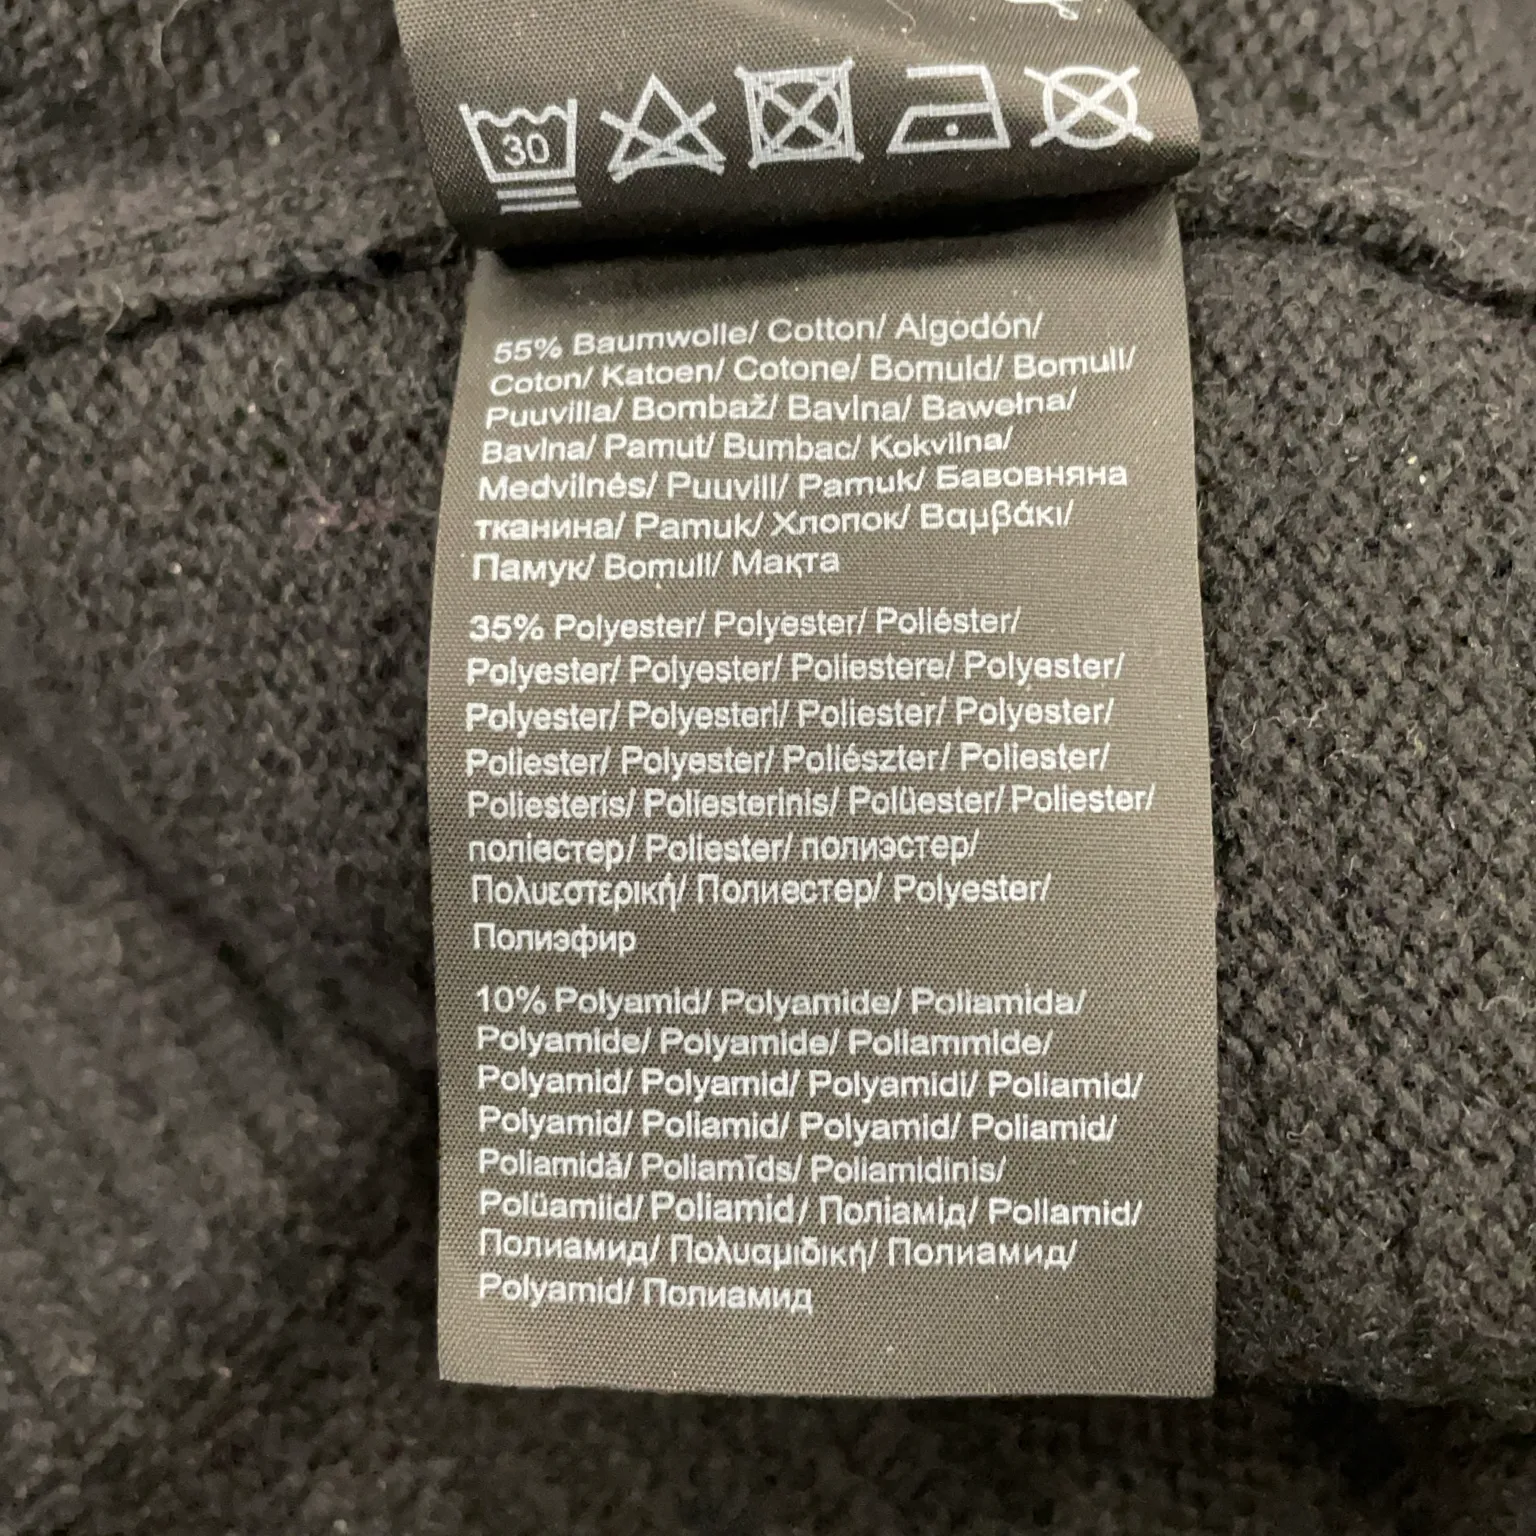 30
55% Baumwolle/ Cotton/ Algodón/
Coton/ Katoen/ Cotone/ Bomuld/ Bomull/
Puuvilla/ Bombaž/ Bavlna/ Bawełna/
Bavlna/ Pamut/ Bumbac/ Kokvilna/
Medvilnės/ Puuvill/ Pamuk/ Бавовняна
тканина/ Pamuk/ Хлопок/ Βαμβάκι/
Памук/ Bomull/ Мақта
35% Polyester/ Polyester/ Poliéster/
Polyester/ Polyester/ Poliestere/ Polyester/
Polyester/ Polyesteri/ Poliester/ Polyester/
Poliester/ Polyester/ Poliészter/ Poliester/
Poliesteris/ Poliesterinis/ Polüester/ Poliester/
поліестер/ Poliester/ полиэстер/
Πολυεστερική/ Полиестер/ Polyester/
Полиэфир
10% Polyamid/ Polyamide/ Poliamida/
Polyamide/ Polyamide/ Poliammide/
Polyamid/ Polyamid/ Polyamidi/ Poliamid/
Polyamid/ Poliamid/ Polyamid/ Poliamid/
Poliamidă/ Poliamīds/ Poliamidinis/
Polüamiid/ Poliamid/ Поліамід/ Poliamid/
Полиамид/ Πολυαμιδική/ Полиамид/
Polyamid/ Полиамид